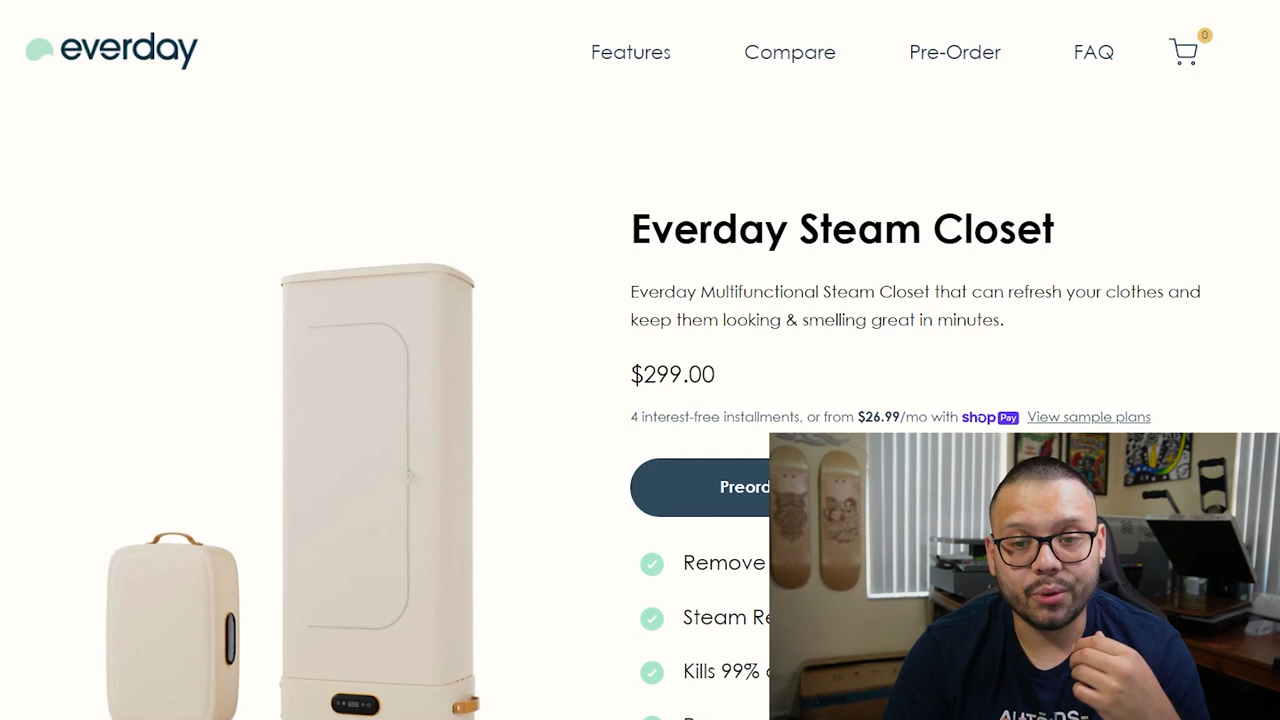 everday
Features
Compare
Pre-Order
FAQ
0
Everday Steam Closet
Everday Multifunctional Steam Closet that can refresh your clothes and
keep them looking & smelling great in minutes.
$299.00
4 interest-free installments, or from $26.99/mo with shop Pay View sample plans
Preord
Remove
Steam Re
Kills 99%